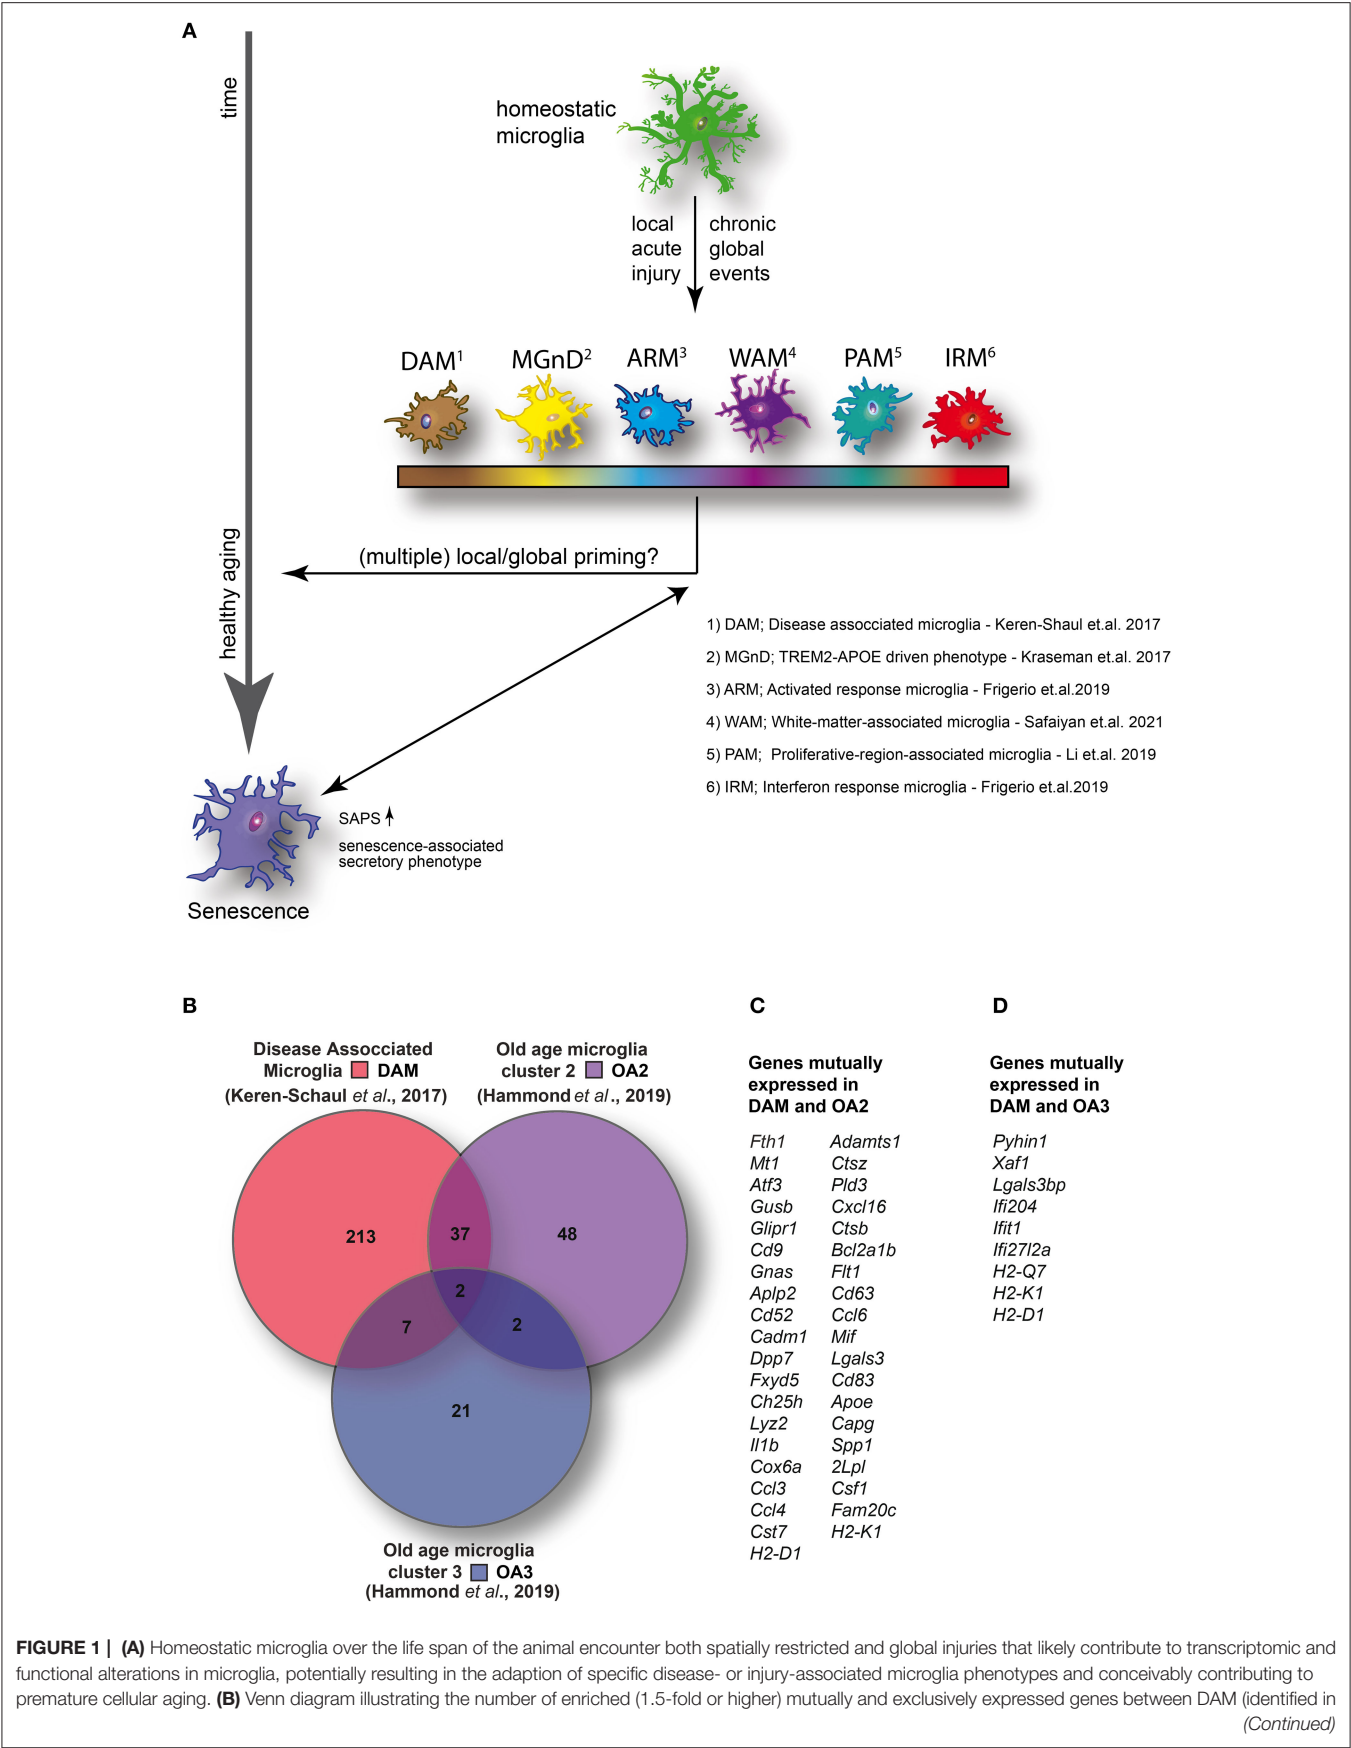 A
time
homeostatic
microglia
local
acute
injury
chronic
global
events
DAM1
MGnD2
ARM3
WAM4
PAM5
IRM6
(multiple) local/global priming?
healthy aging
1) DAM; Disease assocciated microglia - Keren-Shaul et.al. 2017
2) MGnD; TREM2-APOE driven phenotype - Kraseman et.al. 2017
3) ARM; Activated response microglia - Frigerio et.al.2019
4) WAM; White-matter-associated microglia - Safaiyan et.al. 2021
5) PAM; Proliferative-region-associated microglia - Li et.al. 2019
6) IRM; Interferon response microglia - Frigerio et.al.2019
SAPS
senescence-associated
secretory phenotype
Senescence
B
Disease Assocciated
Microglia DAM
(Keren-Schaul et al., 2017)
Old age microglia
cluster 2 OA2
(Hammond et al., 2019)
213
37
48
2
7
2
21
Old age microglia
cluster 3 OA3
(Hammond et al., 2019)
C
Genes mutually
expressed in
DAM and OA2
Fth1 Adamts1
Mt1 Ctsz
Atf3 Pld3
Gusb Cxcl16
Glipr1 Ctsb
Cd9 Bcl2a1b
Gnas Flt1
Aplp2 Cd63
Cd52 Ccl6
Cadm1 Mif
Dpp7 Lgals3
Fxyd5 Cd83
Ch25h Apoe
Lyz2 Capg
Il1b Spp1
Cox6a 2Lpl
Ccl3 Csf1
Ccl4 Fam20c
Cst7 H2-K1
H2-D1
D
Genes mutually
expressed in
DAM and OA3
Pyhin1
Xaf1
Lgals3bp
Ifi204
Ifit1
Ifi27l2a
H2-Q7
H2-K1
H2-D1
FIGURE 1 | (A) Homeostatic microglia over the life span of the animal encounter both spatially restricted and global injuries that likely contribute to transcriptomic and
functional alterations in microglia, potentially resulting in the adaption of specific disease- or injury-associated microglia phenotypes and conceivably contributing to
premature cellular aging. (B) Venn diagram illustrating the number of enriched (1.5-fold or higher) mutually and exclusively expressed genes between DAM (identified in
(Continued)